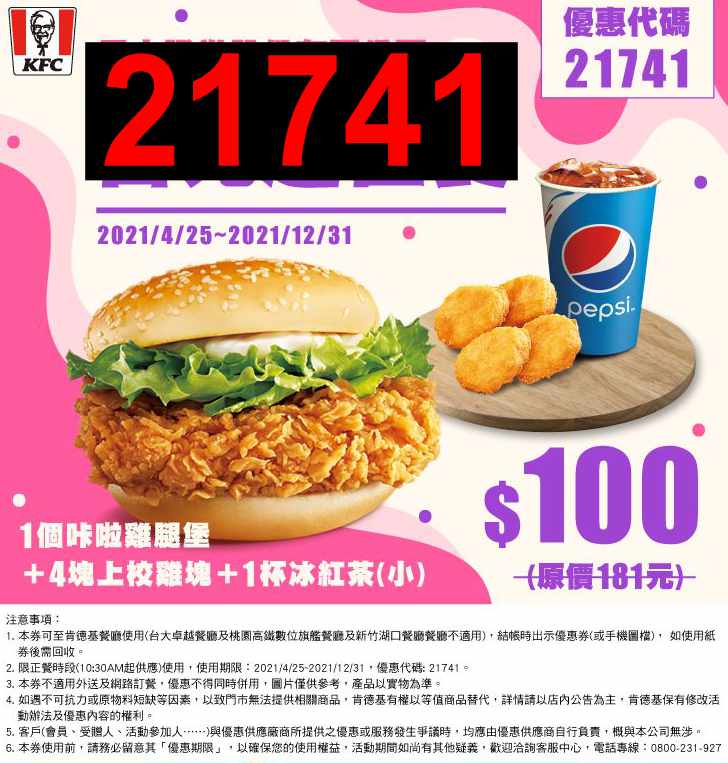 KFC
優惠代碼
21741
21741
2021/4/25~2021/12/31
pepsi
$100
(原價181元)
1個咔啦雞腿堡
+4塊上校雞塊+1杯冰紅茶(小)
注意事項：
1. 本券可至肯德基餐廳使用(台大卓越餐廳及桃園高鐵數位旗艦餐廳及新竹湖口餐廳餐廳不適用)，結帳時出示優惠券(或手機圖檔)， 如使用紙
券後需回收。
2. 限正餐時段(10:30AM起供應)使用，使用期限：2021/4/25-2021/12/31，優惠代碼: 21741。
3. 本券不適用外送及網路訂餐，優惠不得同時併用，圖片僅供參考，產品以實物為準。
4. 如遇不可抗力或原物料短缺等因素，以致門市無法提供相關商品，肯德基有權以等值商品替代，詳情請以店內公告為主，肯德基保有修改活
動辦法及優惠內容的權利。
5. 客戶(會員、受贈人、活動參加人……)與優惠供應廠商所提供之優惠或服務發生爭議時，均應由優惠供應商自行負責，概與本公司無涉。
6. 本券使用前，請務必留意其「優惠期限」，以確保您的使用權益，活動期間如尚有其他疑義，歡迎洽詢客服中心，電話專線：0800-231-927